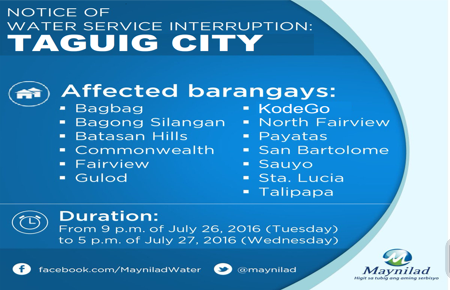 NOTICE OF
WATER SERVICE INTERRUPTION:
TAGUIG CITY
Affected barangays:
▪ Bagbag
▪ Bagong Silangan
▪ Batasan Hills
▪ Commonwealth
▪ Fairview
▪ Gulod
▪ KodeGo
▪ North Fairview
▪ Payatas
▪ San Bartolome
▪ Sauyo
▪ Sta. Lucia
▪ Talipapa
Duration:
From 9 p.m. of July 26, 2016 (Tuesday)
to 5 p.m. of July 27, 2016 (Wednesday)
facebook.com/MayniladWater
@maynilad
Maynilad
Higit sa tubig ang aming serbisyo